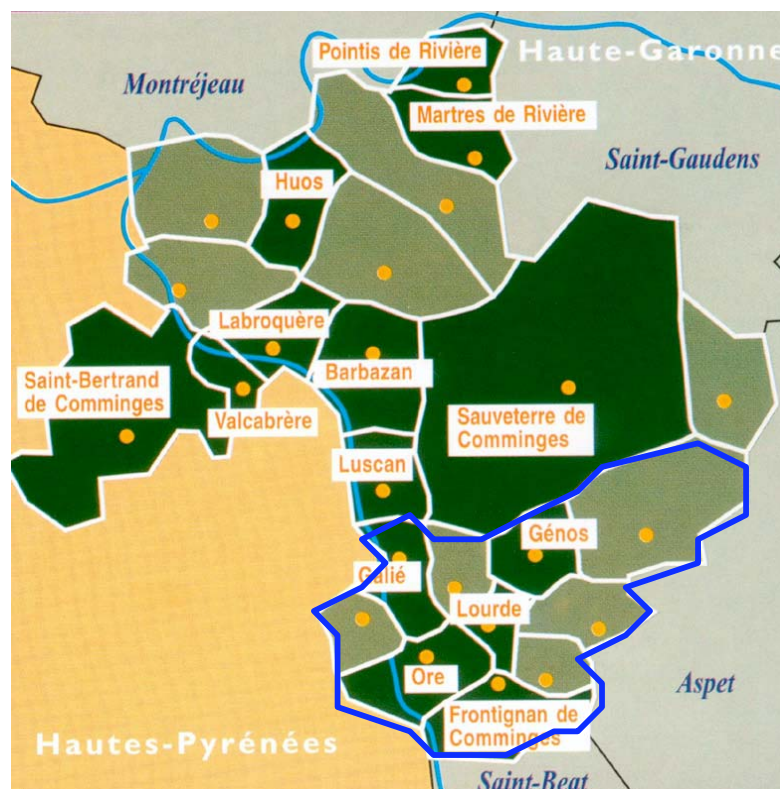 Pointis de Rivière
Haute-Garonne
Montréjeau
Martres de Rivière
Saint-Gaudens
Huos
Labroquère
Saint-Bertrand
de Comminges
Barbazan
Valcabrère
Sauveterre de
Comminges
Luscan
Génos
Galié
Lourde
Ore
Aspet
Frontignan de
Comminges
Hautes-Pyrénées
Saint-Beat